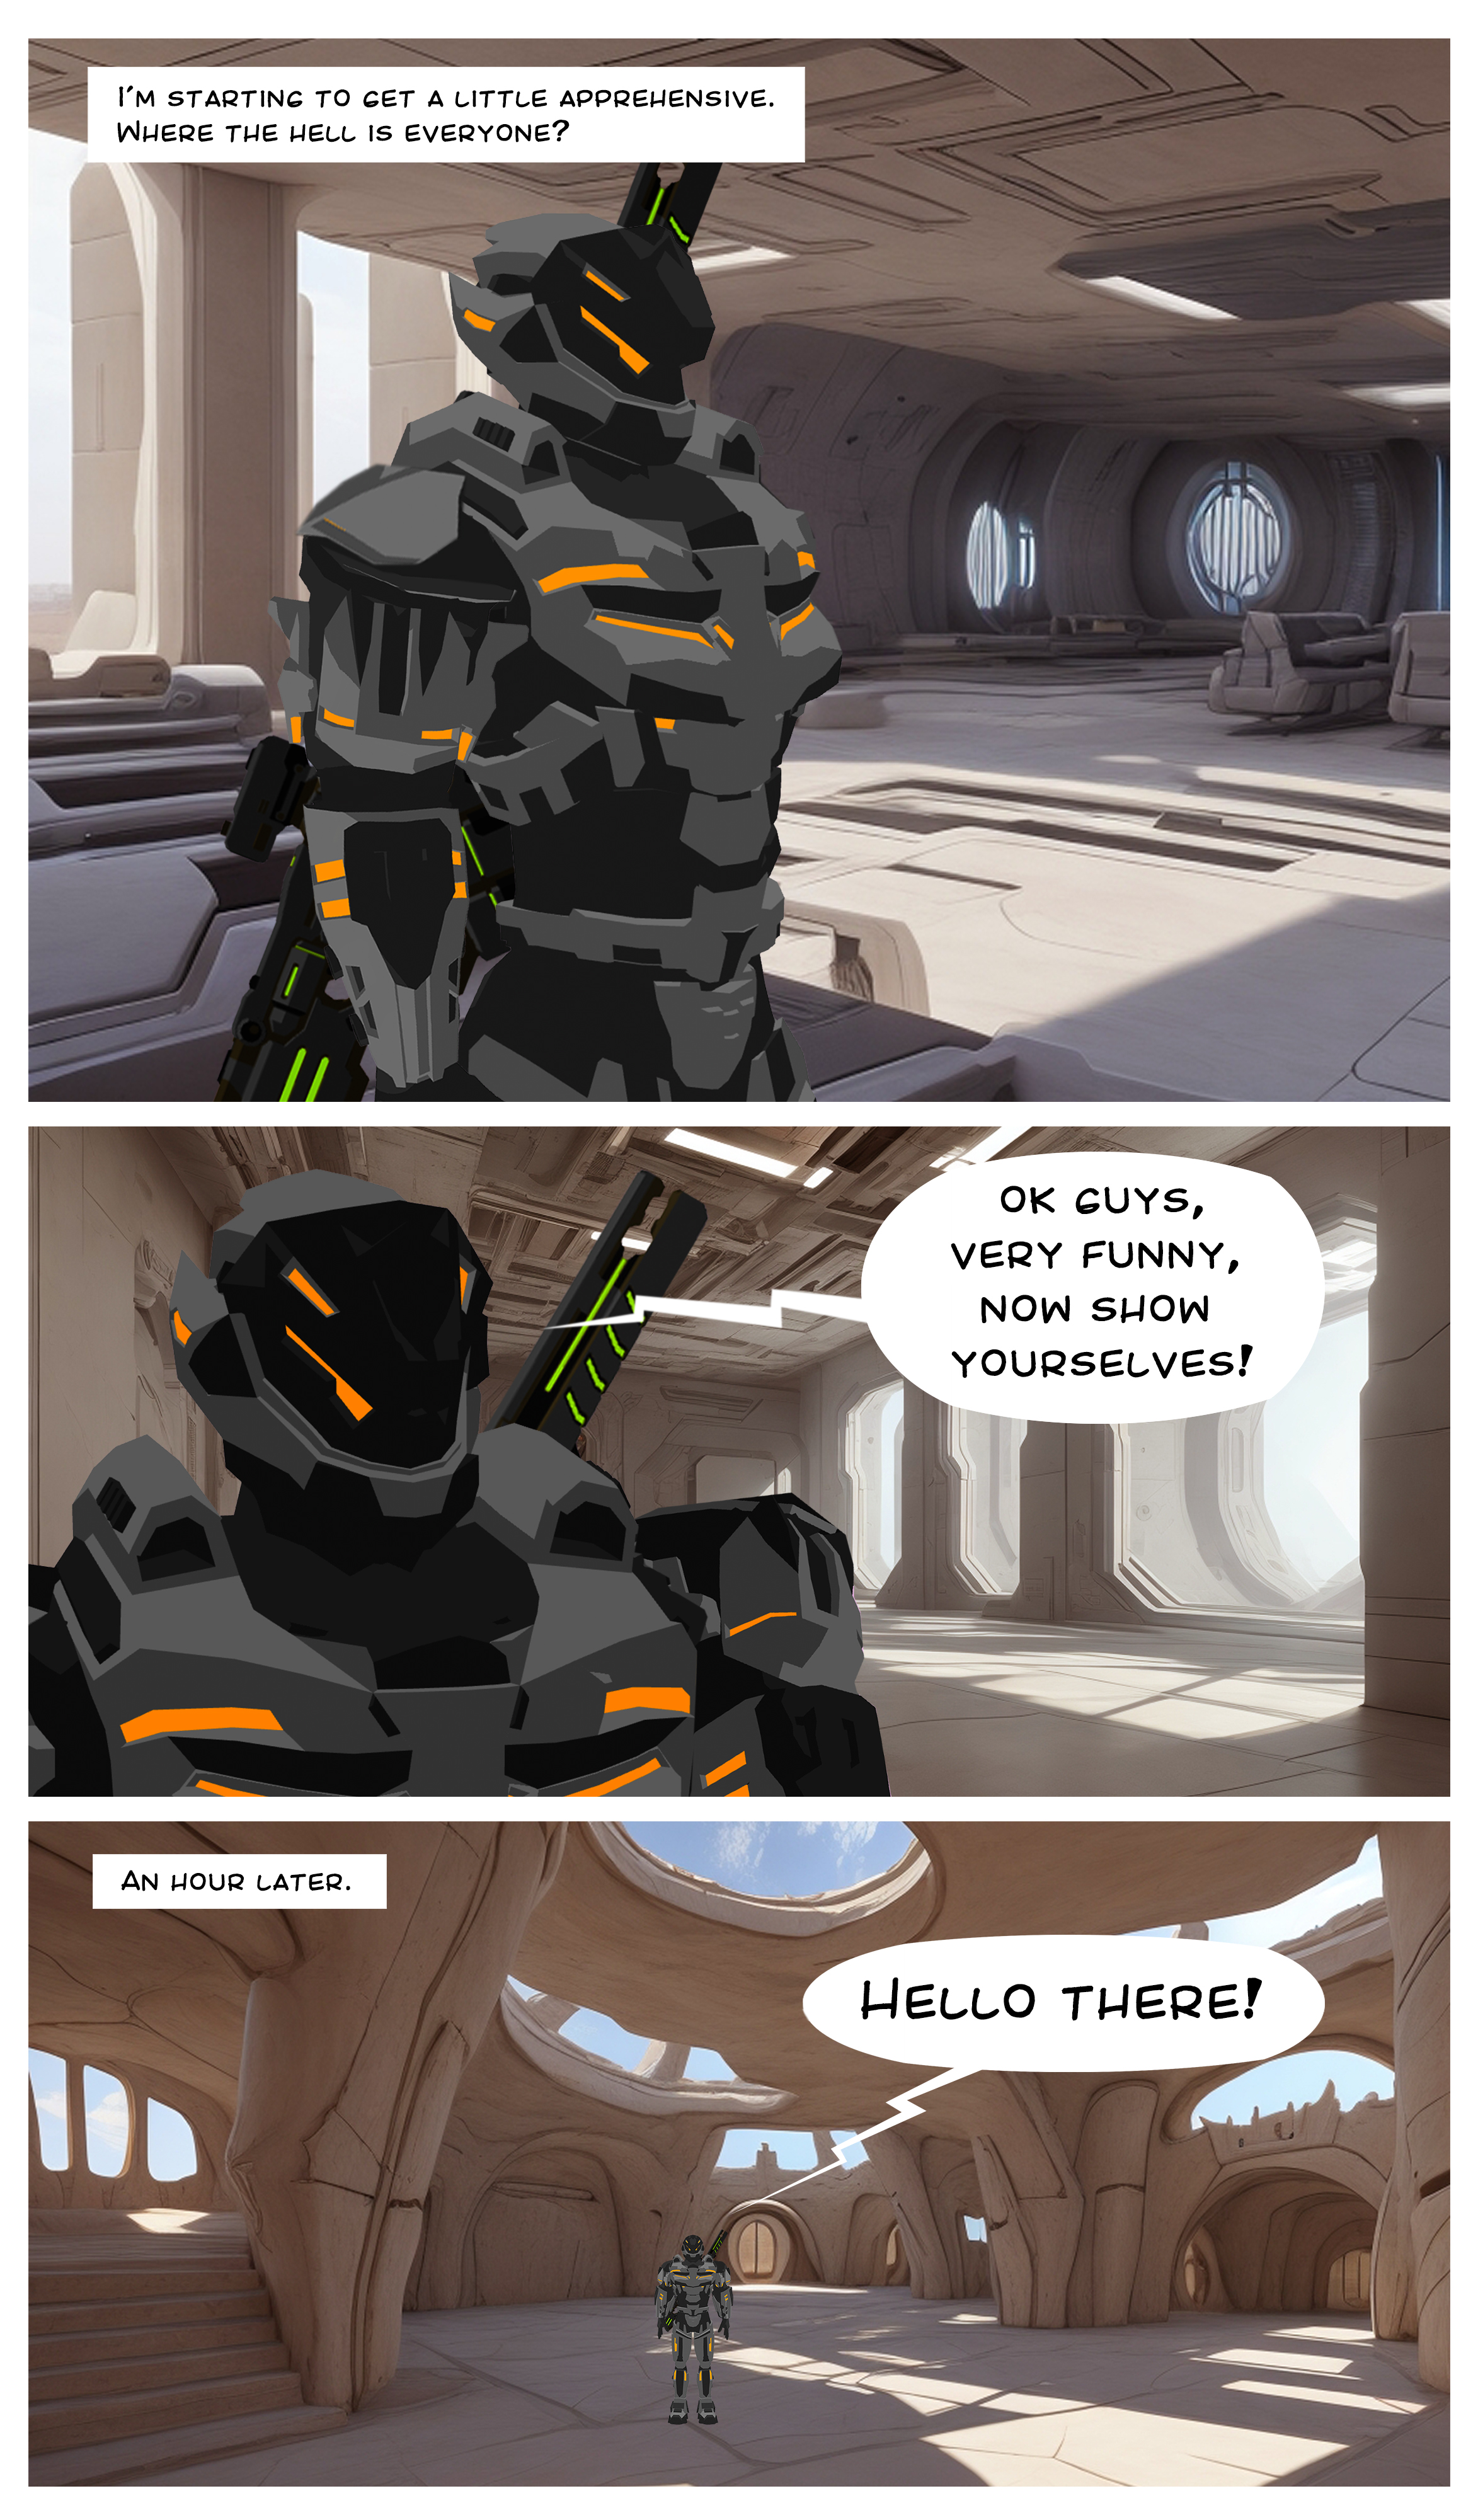 I'm starting to get a little apprehensive.
Where the hell is everyone?
OK GUYS,
VERY FUNNY,
NOW SHOW
YOURSELVES!
An hour later.
Hello there!